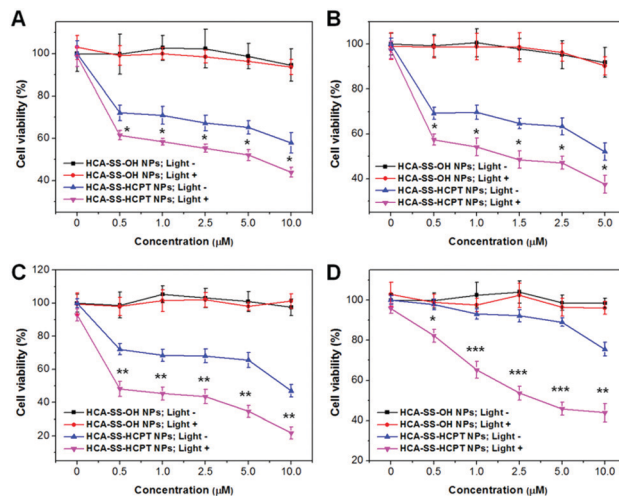 A
Cell viability (%)
100
80
60
40
* * * * *
HCA-SS-OH NPs; Light -
HCA-SS-OH NPs; Light +
HCA-SS-HCPT NPs; Light -
HCA-SS-HCPT NPs; Light +
0 0.5 1.0 2.5 5.0 10.0
Concentration (μM)
B
Cell viability (%)
100
80
60
40
* * * * *
HCA-SS-OH NPs; Light -
HCA-SS-OH NPs; Light +
HCA-SS-HCPT NPs; Light -
HCA-SS-HCPT NPs; Light +
0 0.5 1.0 1.5 2.5 5.0
Concentration (μM)
C
Cell viability (%)
120
100
80
60
40
20
** ** ** ** **
HCA-SS-OH NPs; Light -
HCA-SS-OH NPs; Light +
HCA-SS-HCPT NPs; Light -
HCA-SS-HCPT NPs; Light +
0 0.5 1.0 2.5 5.0 10.0
Concentration (μM)
D
Cell viability (%)
100
80
60
40
20
* *** *** *** **
HCA-SS-OH NPs; Light -
HCA-SS-OH NPs; Light +
HCA-SS-HCPT NPs; Light -
HCA-SS-HCPT NPs; Light +
0 0.5 1.0 2.5 5.0 10.0
Concentration (μM)